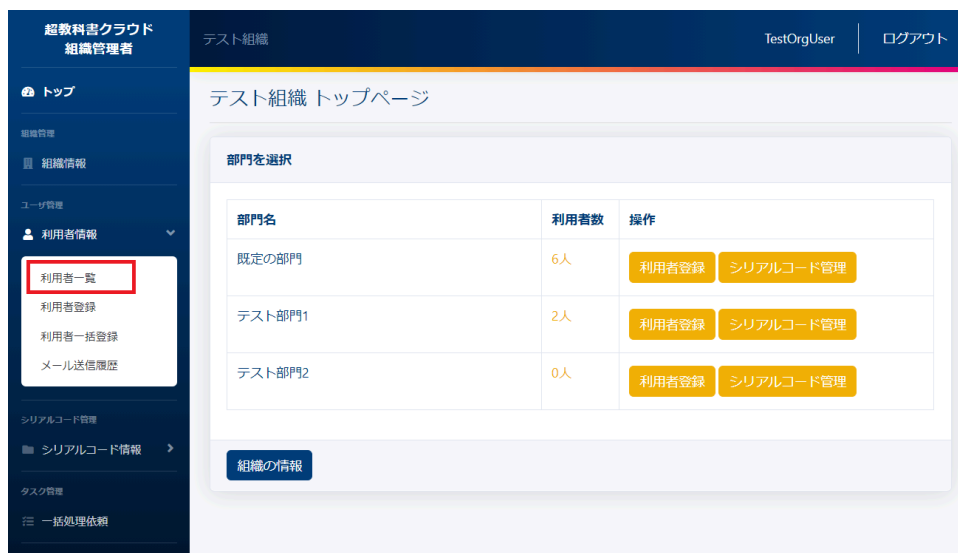 超教科書クラウド
組織管理者
テスト組織
TestOrgUser
ログアウト
トップ
組織管理
組織情報
ユーザ管理
利用者情報
利用者一覧
利用者登録
利用者一括登録
メール送信履歴
シリアルコード管理
シリアルコード情報
タスク管理
一括処理依頼
テスト組織 トップページ
部門を選択
部門名 利用者数 操作
既定の部門 6人 利用者登録 シリアルコード管理
テスト部門1 2人 利用者登録 シリアルコード管理
テスト部門2 0人 利用者登録 シリアルコード管理
組織の情報